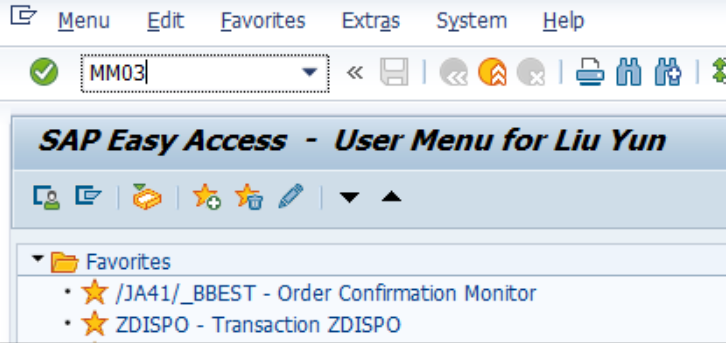 Menu Edit Favorites Extras System Help
MM03
SAP Easy Access - User Menu for Liu Yun
Favorites
/JA41/_BBEST - Order Confirmation Monitor
ZDISPO - Transaction ZDISPO